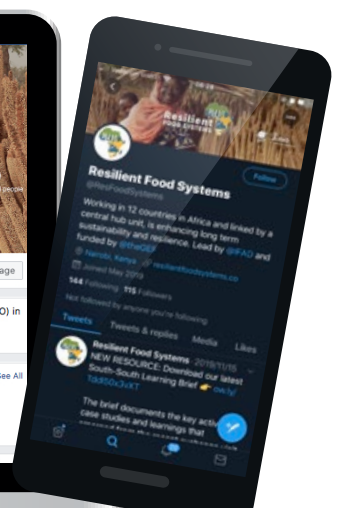 Resilient
FOOD SYSTEMS
Resilient Food Systems
Follow
@ResFoodSystems
Working in 12 countries in Africa and linked by a
central hub unit, is enhancing long term
sustainability and resilience. Lead by @IFAD and
funded by @theGEF
Nairobi, Kenya resilientfoodsystems.co
Joined May 2019
144 Following 115 Followers
Not followed by anyone you're following
Tweets Tweets & replies Media Likes
Resilient Food Systems 2019/11/15
NEW RESOURCE: Download our latest
South-South Learning Brief
The brief documents the key
case studies and learnings that
people
age
O) in
See All